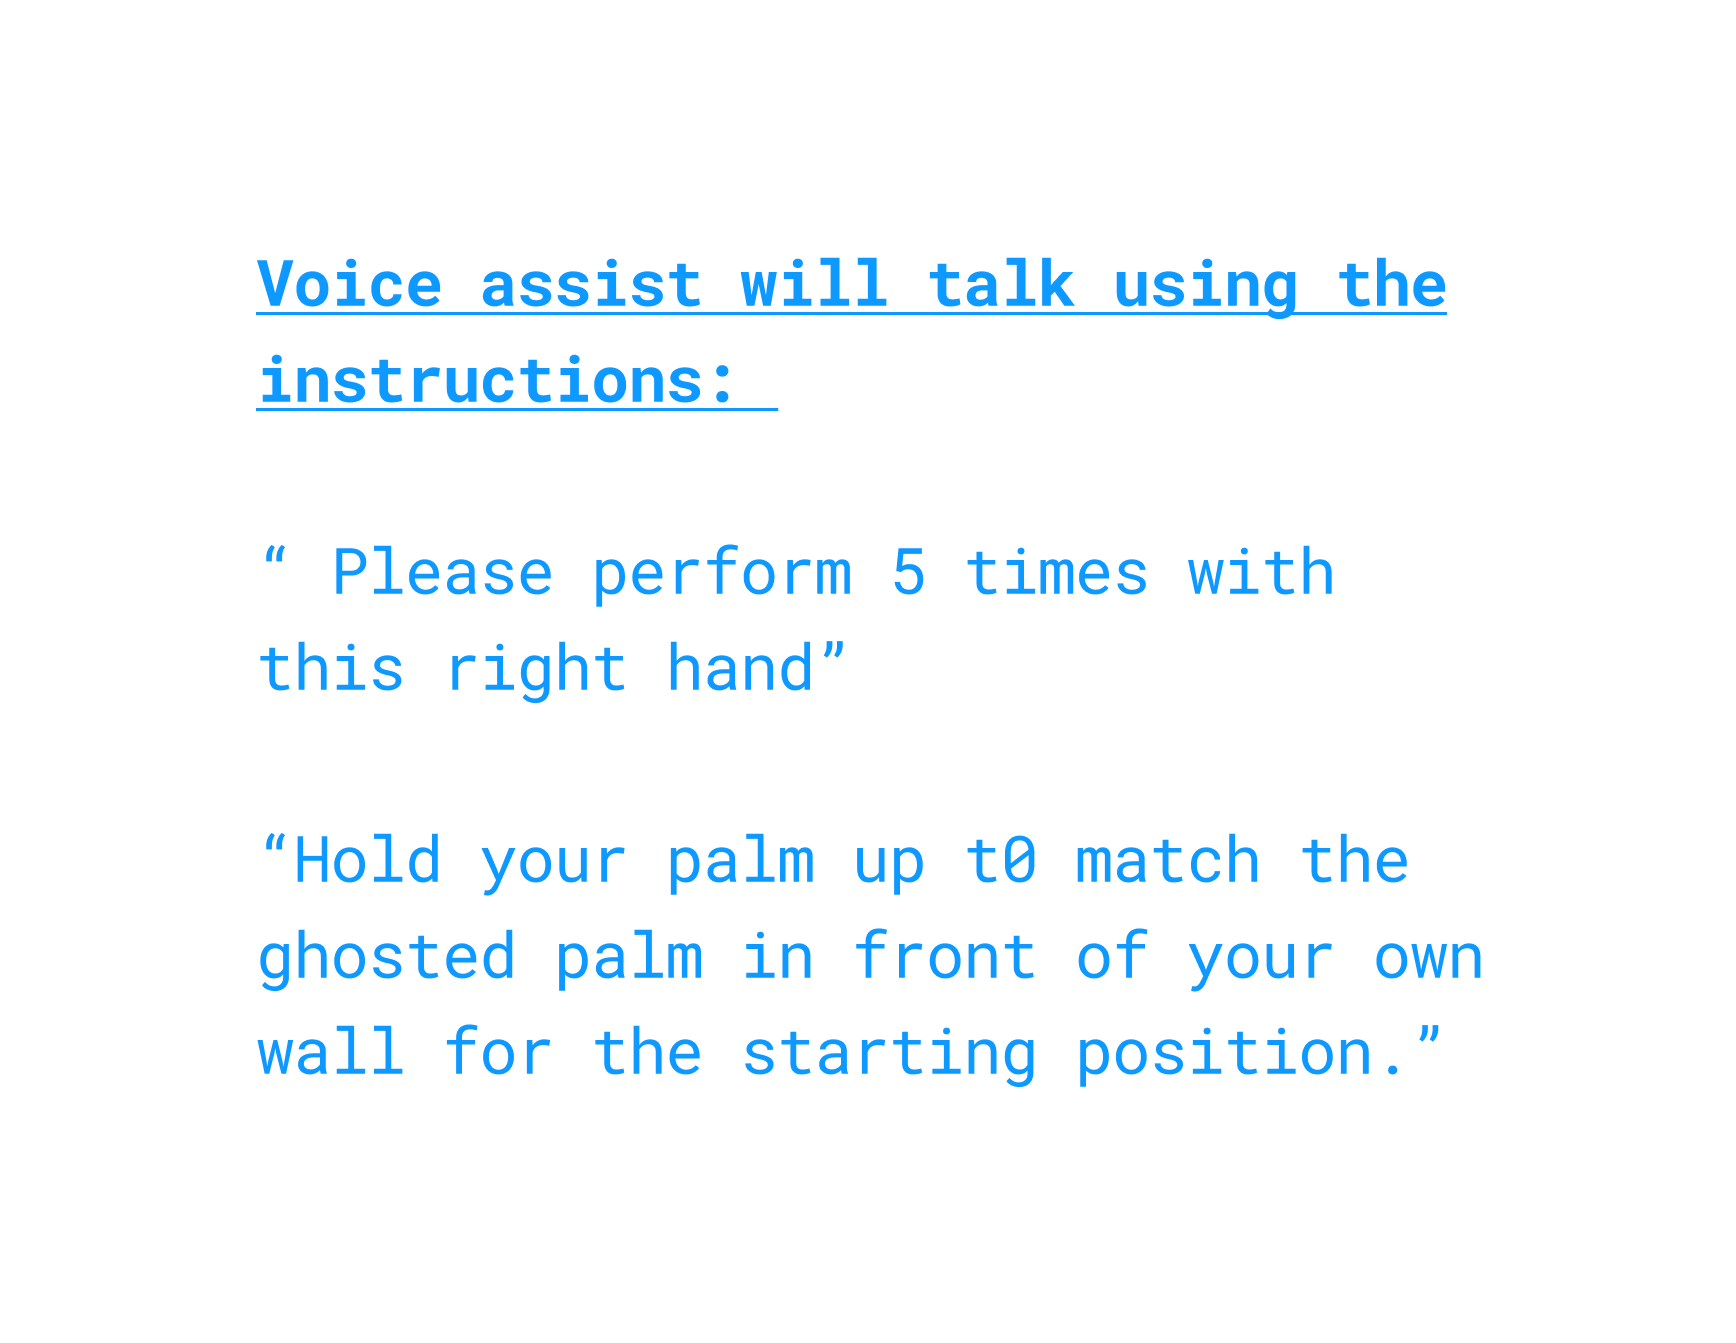 Voice assist will talk using the
instructions:
“ Please perform 5 times with
this right hand”
“Hold your palm up t0 match the
ghosted palm in front of your own
wall for the starting position.”